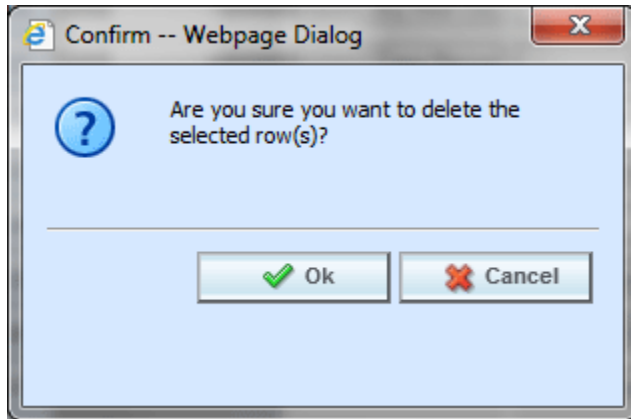 Confirm -- Webpage Dialog
Are you sure you want to delete the
selected row(s)?
Ok
Cancel